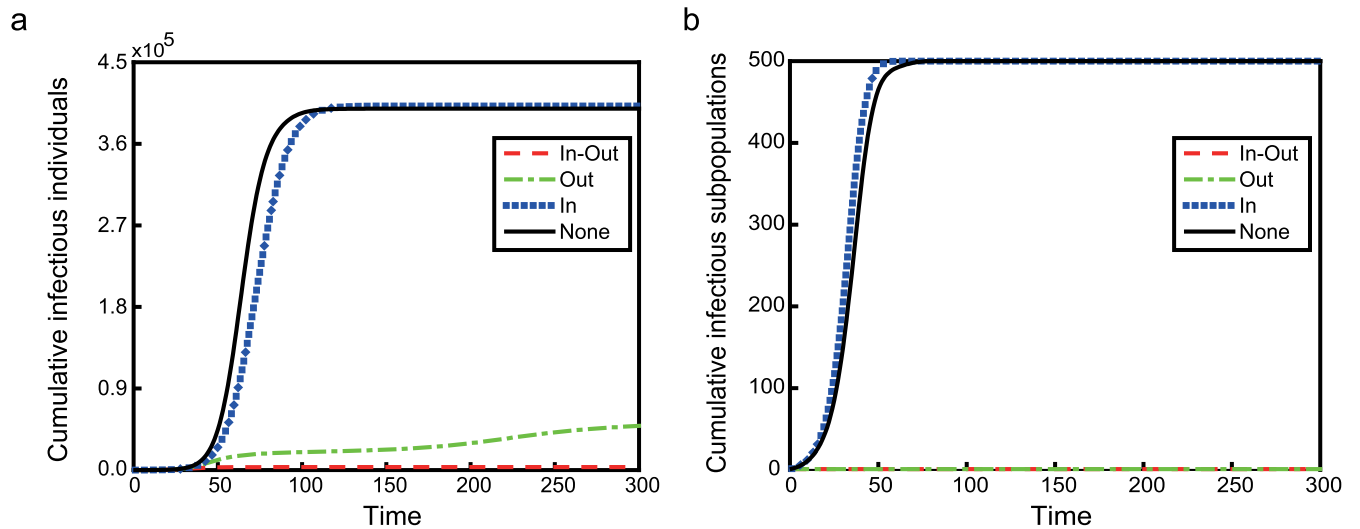 a
×10⁵
4.5
3.6
2.7
1.8
0.9
0.0
Cumulative infectious individuals
In-Out
Out
In
None
0 50 100 150 200 250 300
Time
b
500
400
300
200
100
0
Cumulative infectious subpopulations
In-Out
Out
In
None
0 50 100 150 200 250 300
Time